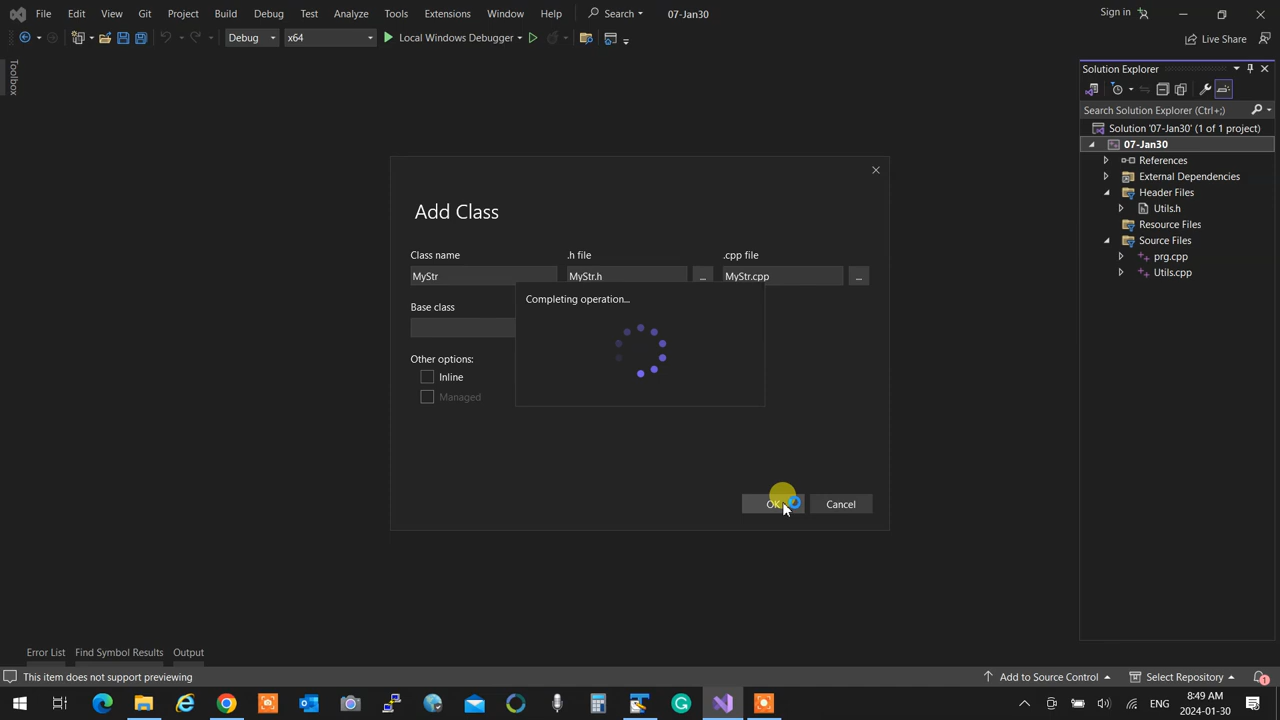 File Edit View Git Project Build Debug Test Analyze Tools Extensions Window Help Search 07-Jan30 Sign in
Debug x64 Local Windows Debugger Live Share
Toolbox
Solution Explorer
Search Solution Explorer (Ctrl+;)
Solution '07-Jan30' (1 of 1 project)
07-Jan30
References
External Dependencies
Header Files
Utils.h
Resource Files
Source Files
prg.cpp
Utils.cpp
Add Class
Class name .h file .cpp file
MyStr MyStr.h ... MyStr.cpp ...
Completing operation...
Base class
Other options:
Inline
Managed
OK Cancel
Error List Find Symbol Results Output
This item does not support previewing Add to Source Control Select Repository 1
ENG 8:49 AM
2024-01-30 3